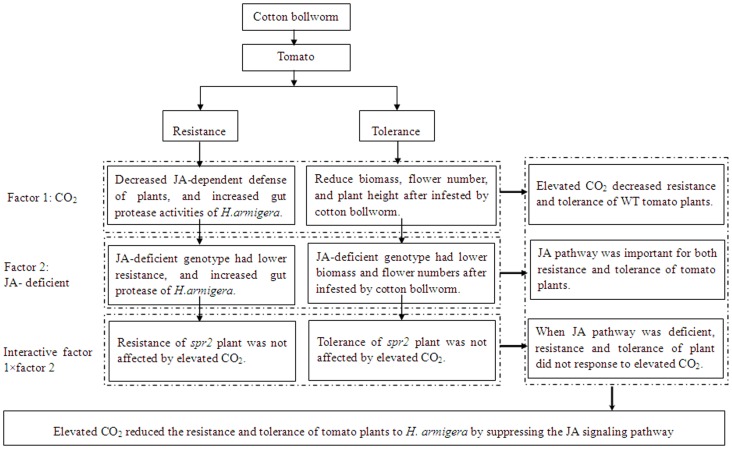 Cotton bollworm
Tomato
Resistance
Tolerance
Factor 1: CO2
Decreased JA-dependent defense
of plants, and increased gut
protease activities of H.armigera.
Reduce biomass, flower number,
and plant height after infested by
cotton bollworm.
Elevated CO2 decreased resistance
and tolerance of WT tomato plants.
Factor 2:
JA- deficient
JA-deficient genotype had lower
resistance, and increased gut
protease of H.armigera.
JA-deficient genotype had lower
biomass and flower numbers after
infested by cotton bollworm.
JA pathway was important for both
resistance and tolerance of tomato
plants.
Interactive factor
1×factor 2
Resistance of spr2 plant was not
affected by elevated CO2.
Tolerance of spr2 plant was not
affected by elevated CO2.
When JA pathway was deficient,
resistance and tolerance of plant
did not response to elevated CO2.
Elevated CO2 reduced the resistance and tolerance of tomato plants to H. armigera by suppressing the JA signaling pathway